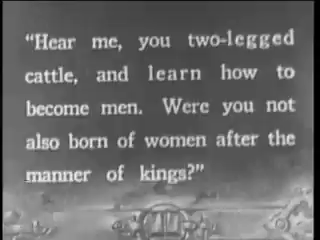 “Hear me, you two-legged
cattle, and learn how to
become men. Were you not
also born of women after the
manner of kings?”